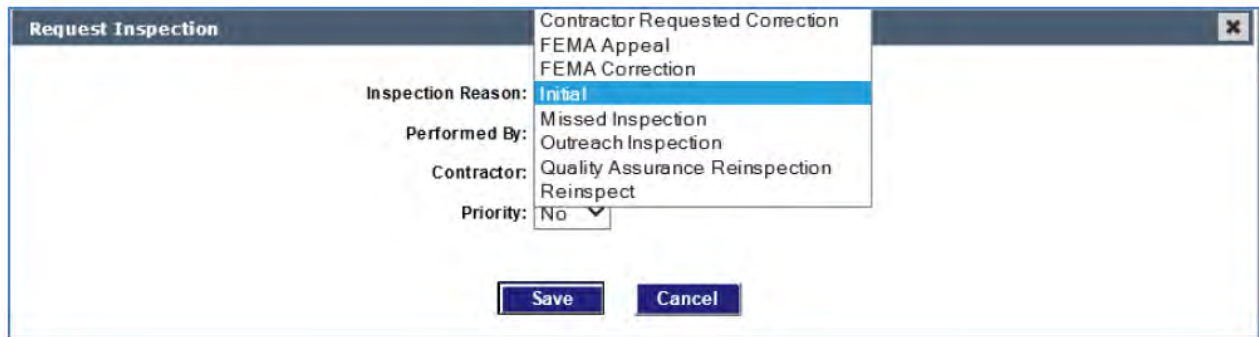 Request Inspection
Contractor Requested Correction
FEMA Appeal
FEMA Correction
Inspection Reason: Initial
Missed Inspection
Performed By:
Outreach Inspection
Contractor: Quality Assurance Reinspection
Reinspect
Priority: No
Save Cancel